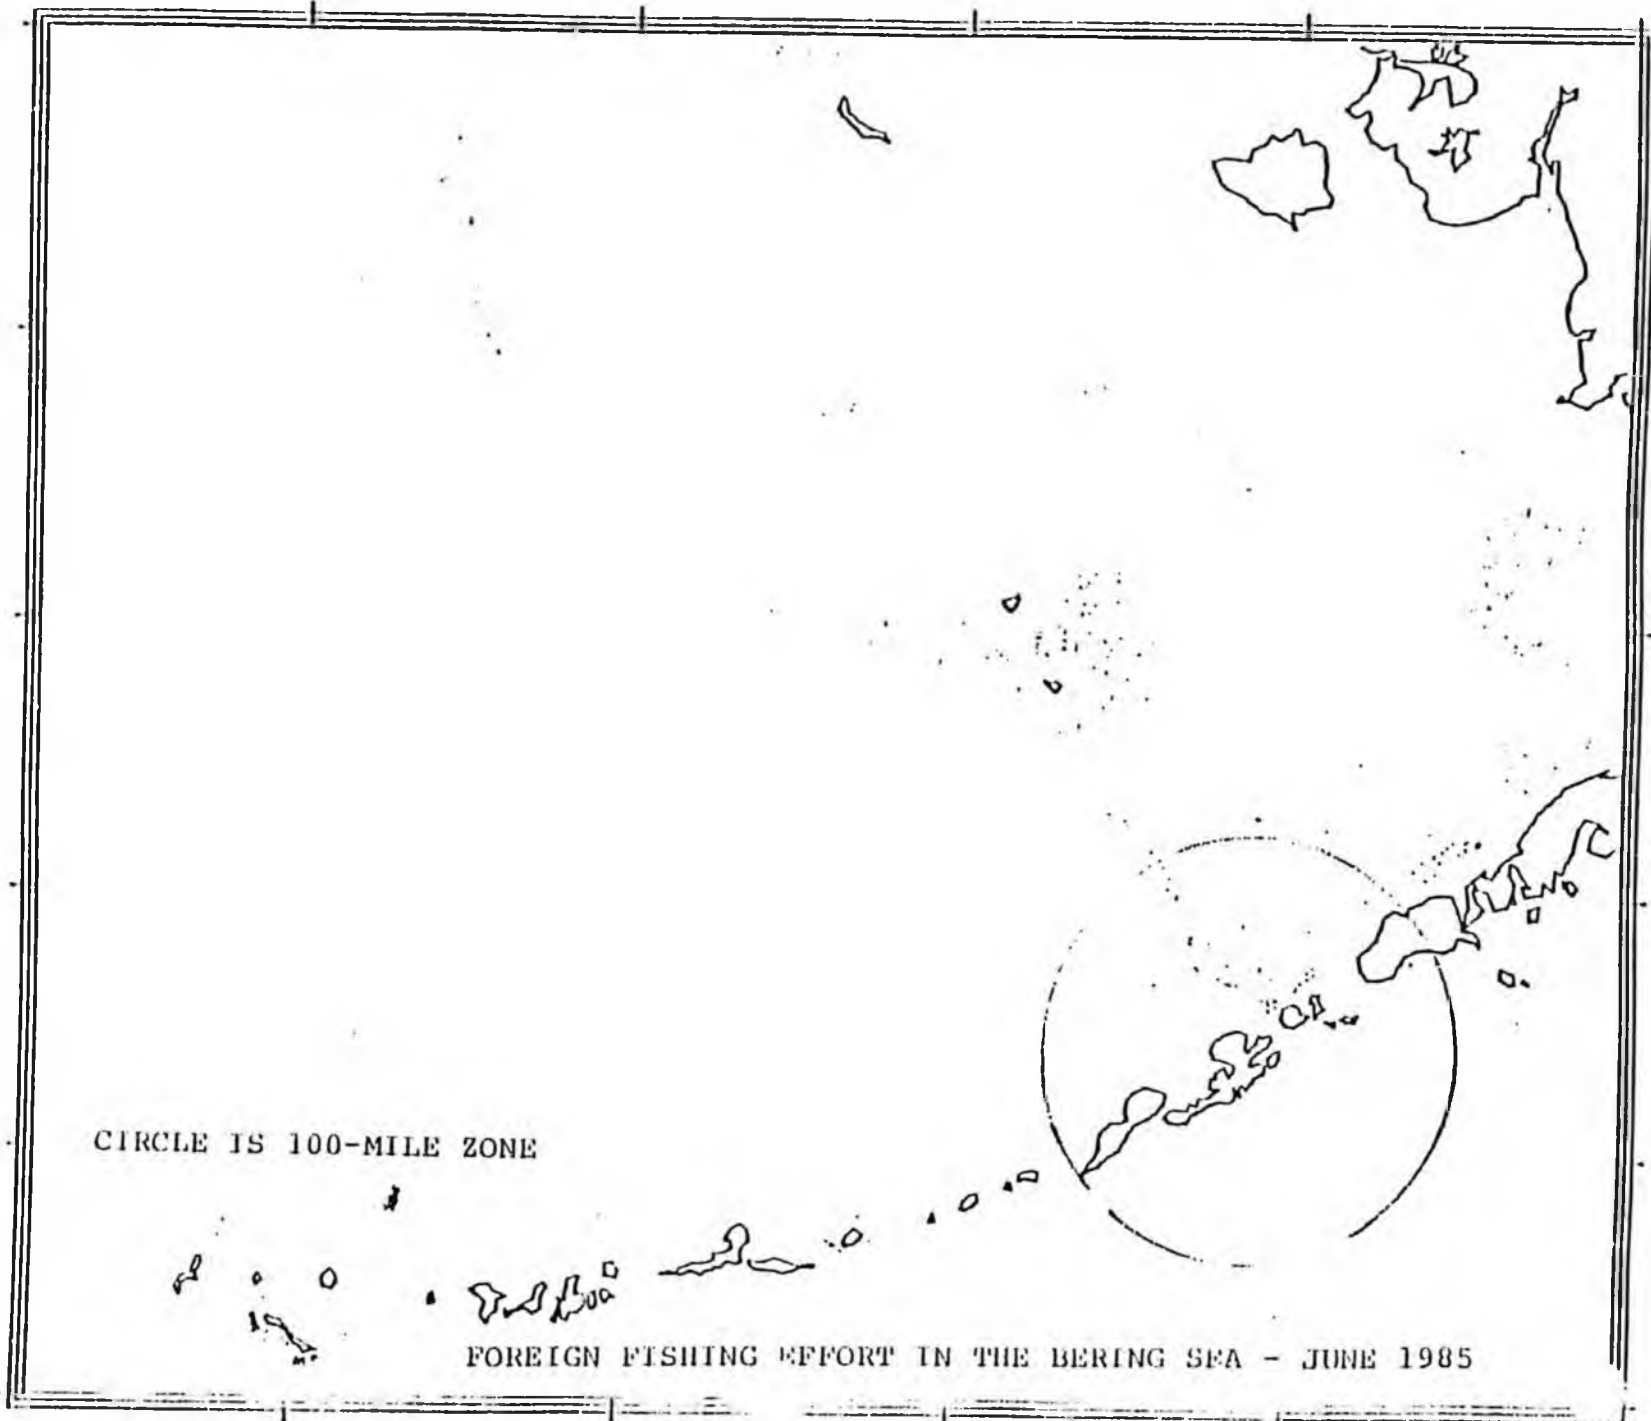 CIRCLE IS 100-MILE ZONE
FOREIGN FISHING EFFORT IN THE BERING SEA - JUNE 1985